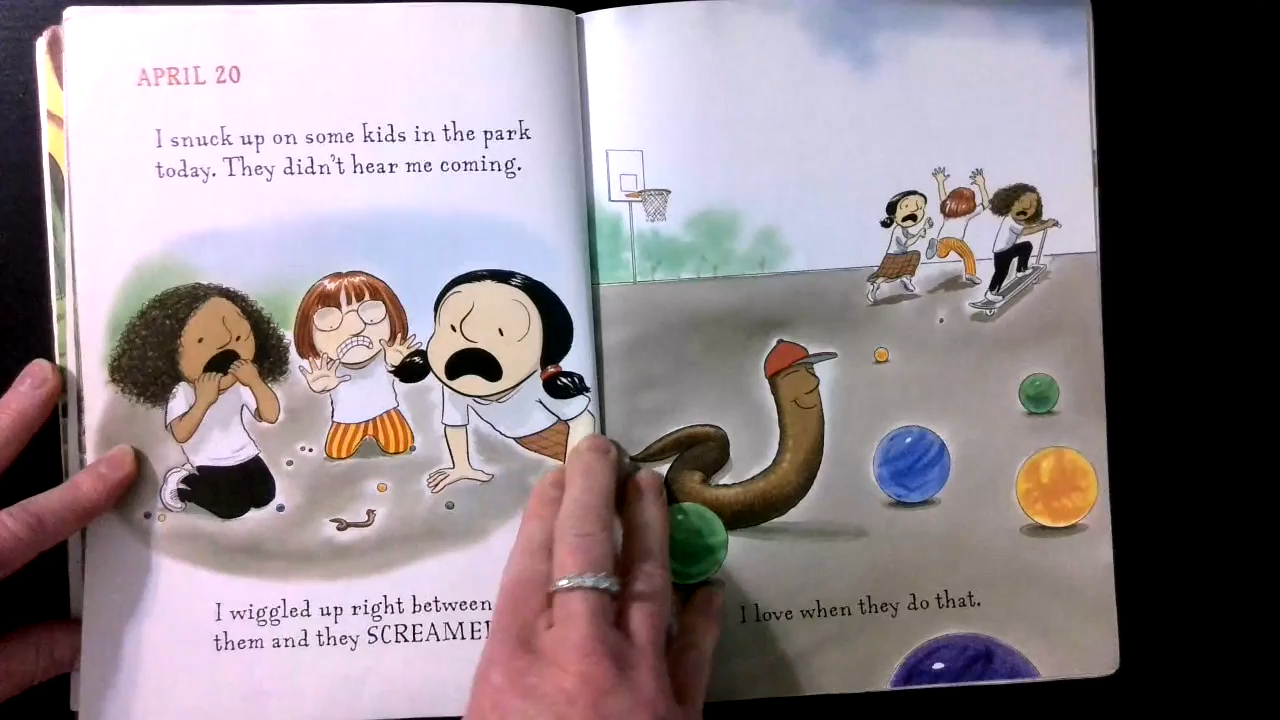 APRIL 20
I snuck up on some kids in the park
today. They didn't hear me coming.
I wiggled up right between
them and they SCREAMED
I love when they do that.